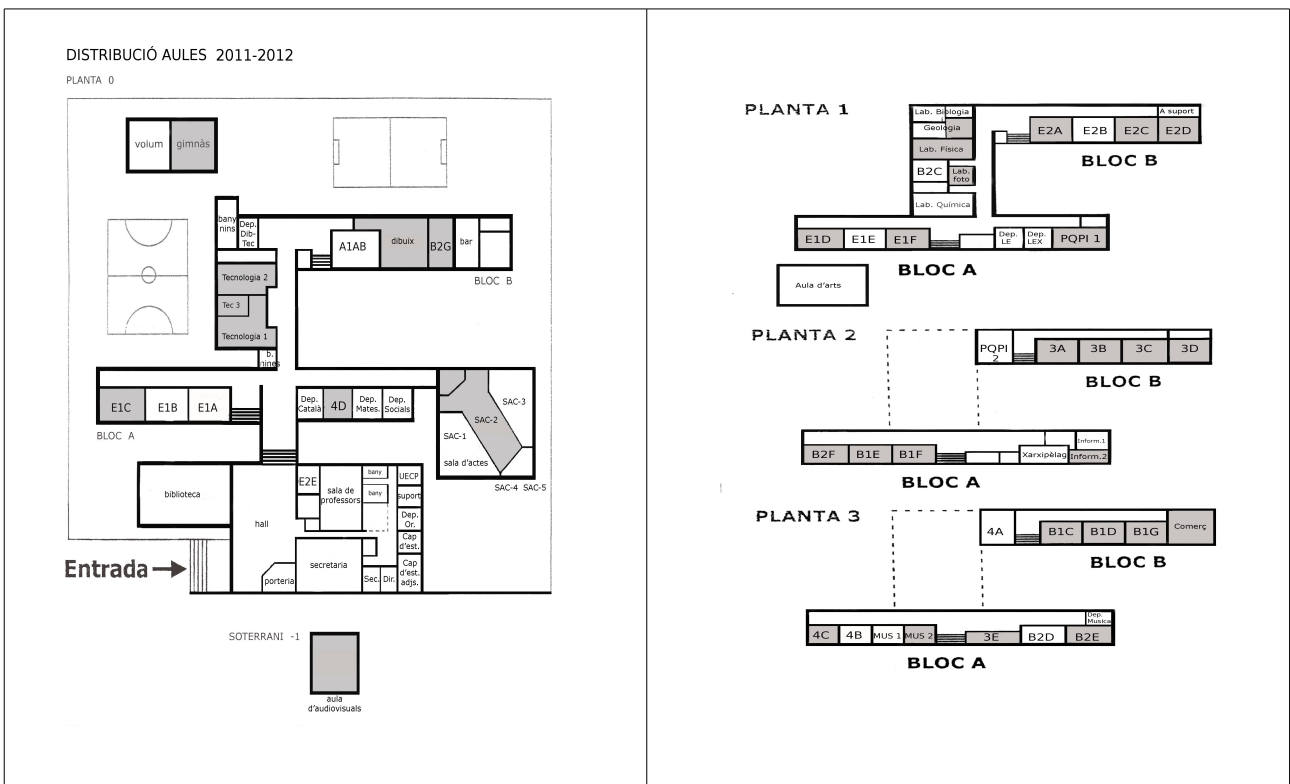 DISTRIBUCIÓ AULES 2011-2012
PLANTA 0
volum
gimnàs
bany
nins
Dep.
Dib-
Tec
A1AB
dibuix
B2G
bar
BLOC B
Tecnologia 2
Tec 3
Tecnologia 1
b.
nines
E1C
E1B
E1A
BLOC A
Dep.
Català
4D
Dep.
Mates.
Dep.
Socials
SAC-3
SAC-2
SAC-1
sala d'actes
SAC-4 SAC-5
biblioteca
hall
E2E
sala de
professors
bany
bany
UECP
suport
Dep.
Or.
Cap
d'est.
Cap
d'est.
adjs.
secretaria
porteria
Sec.
Dir.
Entrada
SOTERRANI -1
aula
d'audiovisuals
PLANTA 1
Lab. Biologia
Geologia
Lab. Física
B2C
Lab.
foto
Lab. Química
A suport
E2A
E2B
E2C
E2D
BLOC B
E1D
E1E
E1F
Dep.
LE
Dep.
LEX
PQPI 1
BLOC A
Aula d'arts
PLANTA 2
PQPI
2
3A
3B
3C
3D
BLOC B
B2F
B1E
B1F
Xarxipèlag
Inform.1
Inform.2
BLOC A
PLANTA 3
4A
B1C
B1D
B1G
Comerç
BLOC B
4C
4B
MUS 1
MUS 2
3E
B2D
Dep.
Musica
B2E
BLOC A